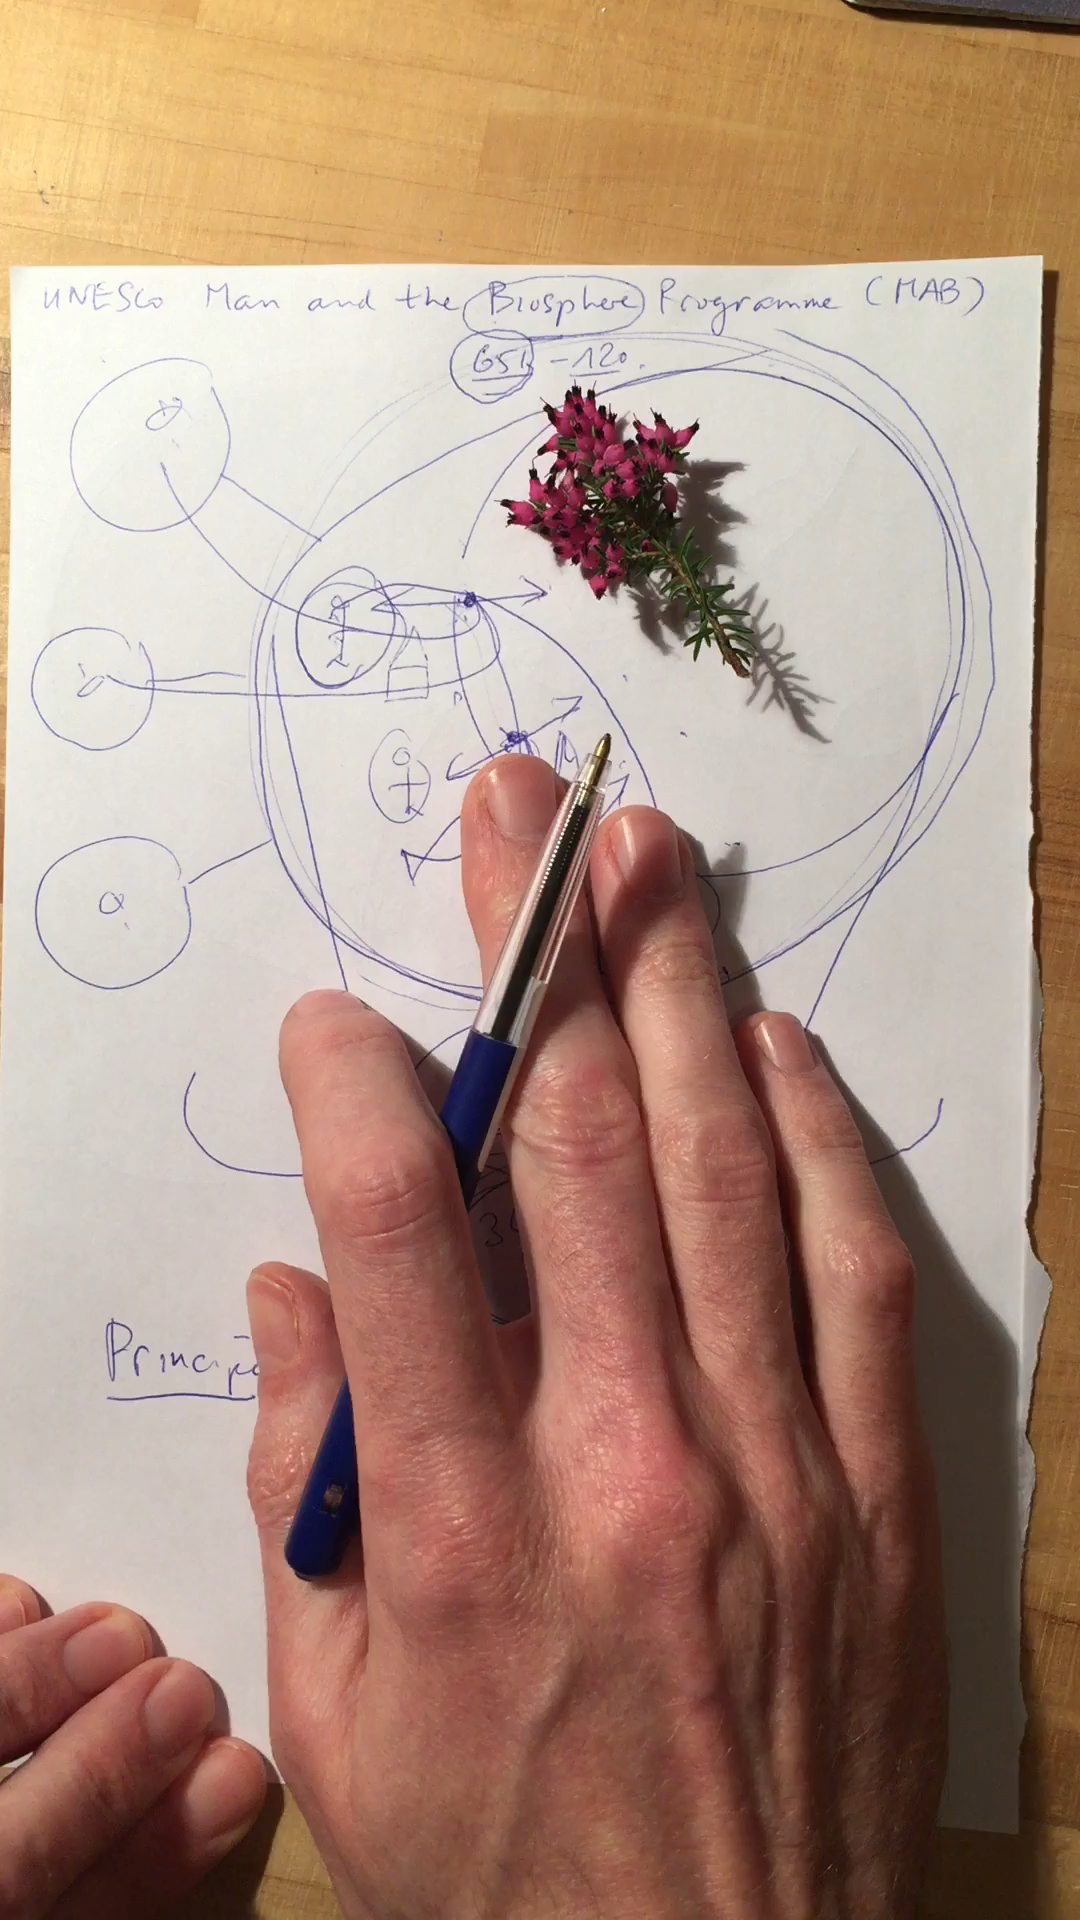 UNESCO Man and the Biosphere Programme (MAB)
651 - 120.